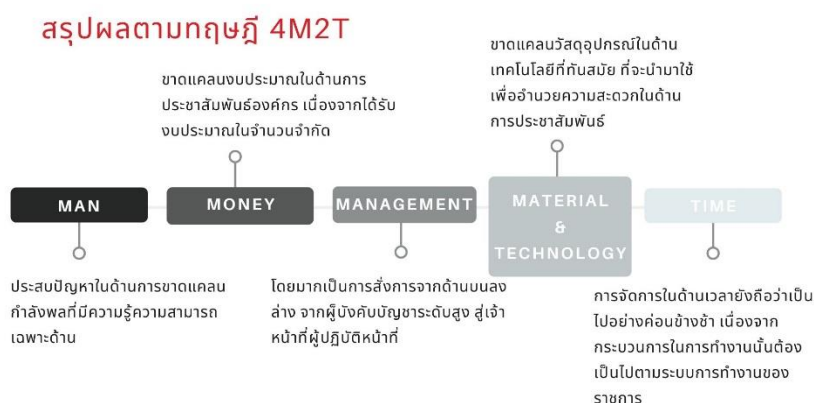 สรุปผลตามทฤษฎี 4M2T
ขาดแคลนงบประมาณในด้านการ
ประชาสัมพันธ์องค์กร เนื่องจากได้รับ
งบประมาณในจำนวนจำกัด
ขาดแคลนวัสดุอุปกรณ์ในด้าน
เทคโนโลยีที่ทันสมัย ที่จะนำมาใช้
เพื่ออำนวยความสะดวกในด้าน
การประชาสัมพันธ์
MAN
MONEY
MANAGEMENT
MATERIAL
&
TECHNOLOGY
TIME
ประสบปัญหาในด้านการขาดแคลน
กำลังพลที่มีความรู้ความสามารถ
เฉพาะด้าน
โดยมากเป็นการสั่งการจากด้านบนลง
ล่าง จากผู้บังคับบัญชาระดับสูง สู่เจ้า
หน้าที่ผู้ปฏิบัติหน้าที่
การจัดการในด้านเวลายังถือว่าเป็น
ไปอย่างค่อนข้างช้า เนื่องจาก
กระบวนการในการทำงานนั้นต้อง
เป็นไปตามระบบการทำงานของ
ราชการ